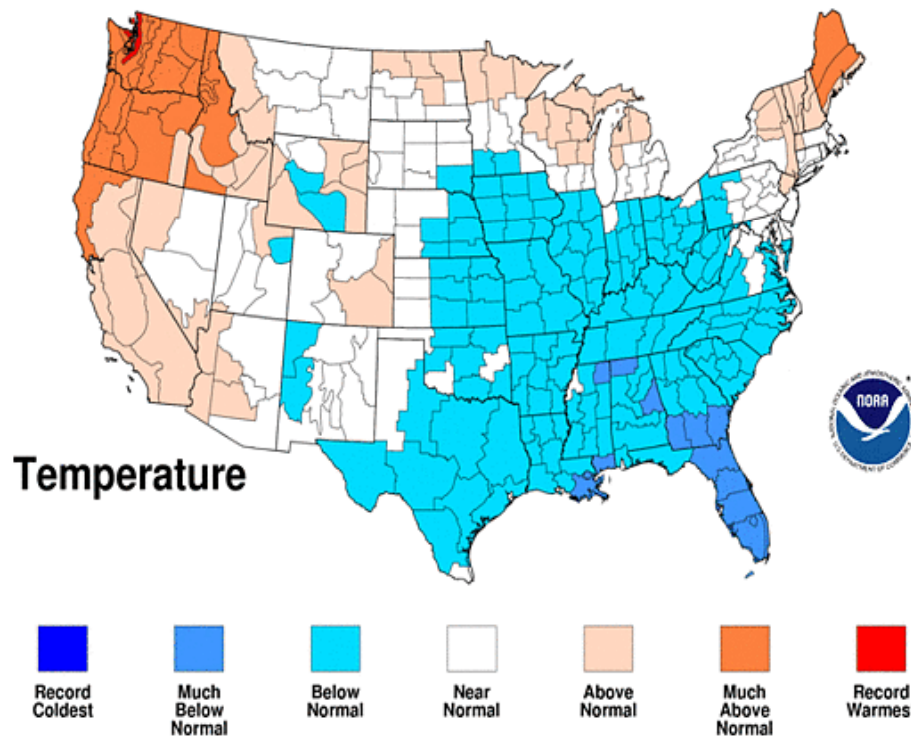 NOAA
Temperature
Record
Coldest
Much
Below
Normal
Below
Normal
Near
Normal
Above
Normal
Much
Above
Normal
Record
Warmes